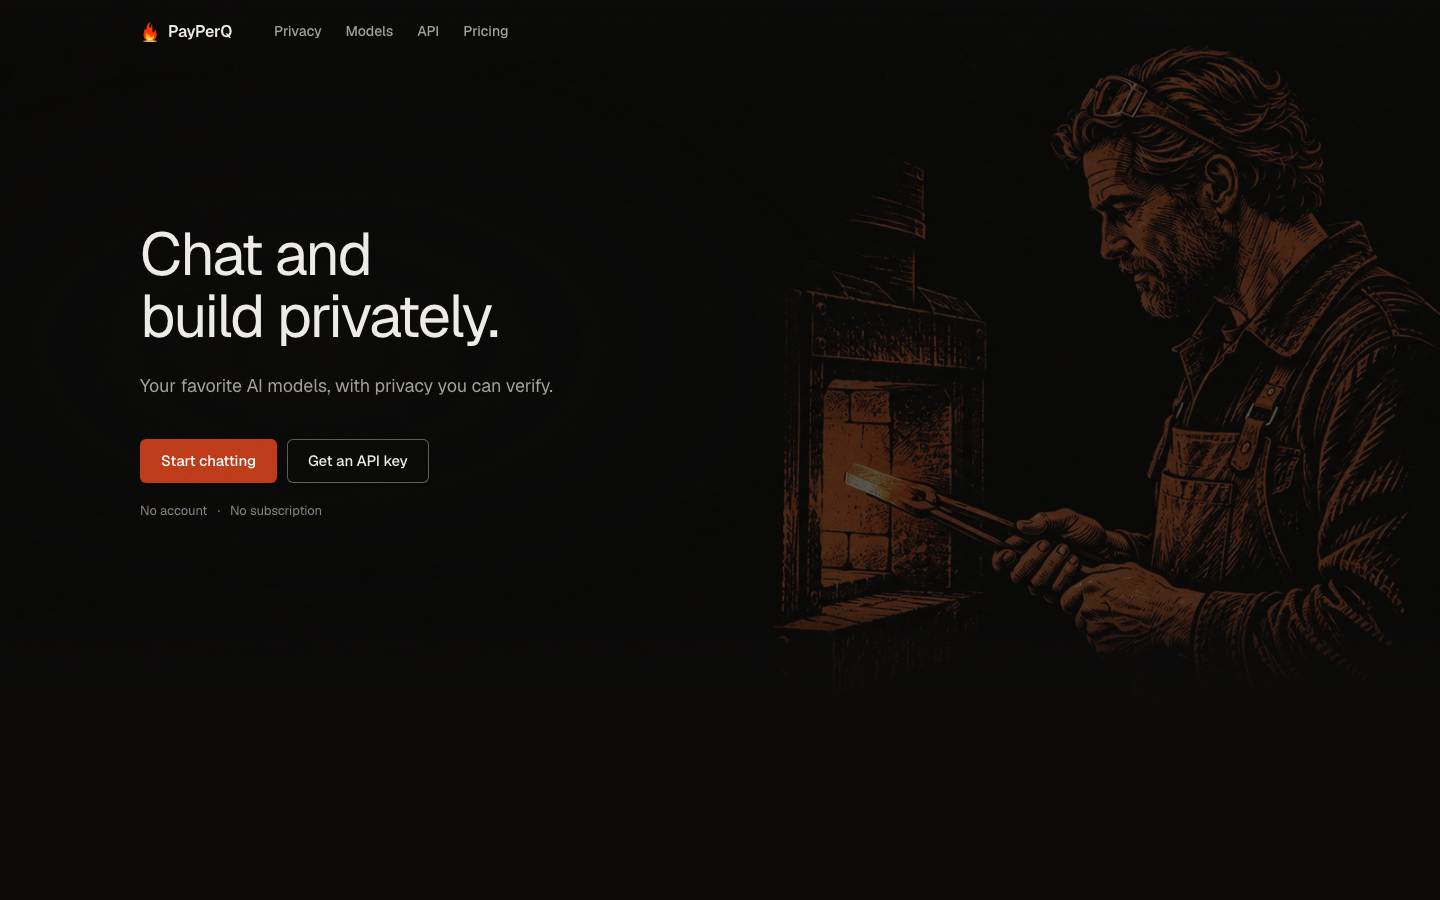 PayPerQ
Privacy
Models
API
Pricing
Chat and
build privately.
Your favorite AI models, with privacy you can verify.
Start chatting
Get an API key
No account · No subscription